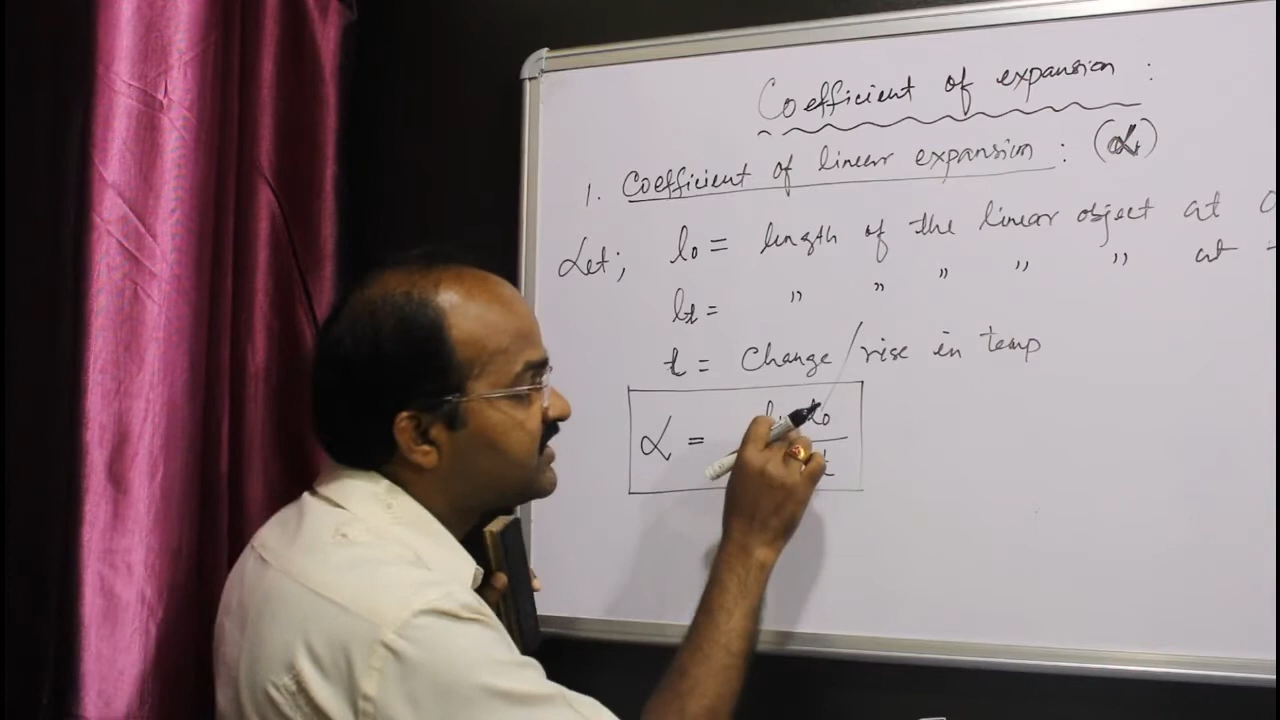 Coefficient of expansion :
1. Coefficient of linear expansion : (α)
Let; l₀ = length of the linear object at
lₜ = " " " " " at
t = Change/rise in temp
α =